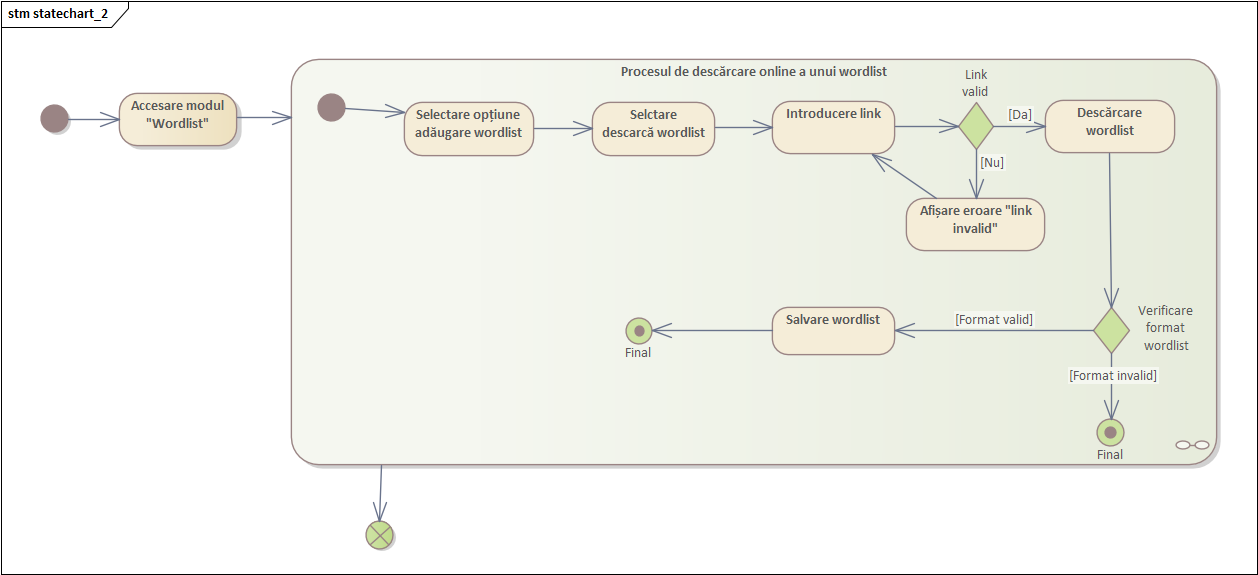 stm statechart_2
Procesul de descărcare online a unui wordlist
Accesare modul
"Wordlist"
Selectare opțiune
adăugare wordlist
Selctare
descarcă wordlist
Introducere link
Link
valid
[Da]
Descărcare
wordlist
[Nu]
Afișare eroare "link
invalid"
Verificare
format
wordlist
[Format valid]
Salvare wordlist
Final
[Format invalid]
Final